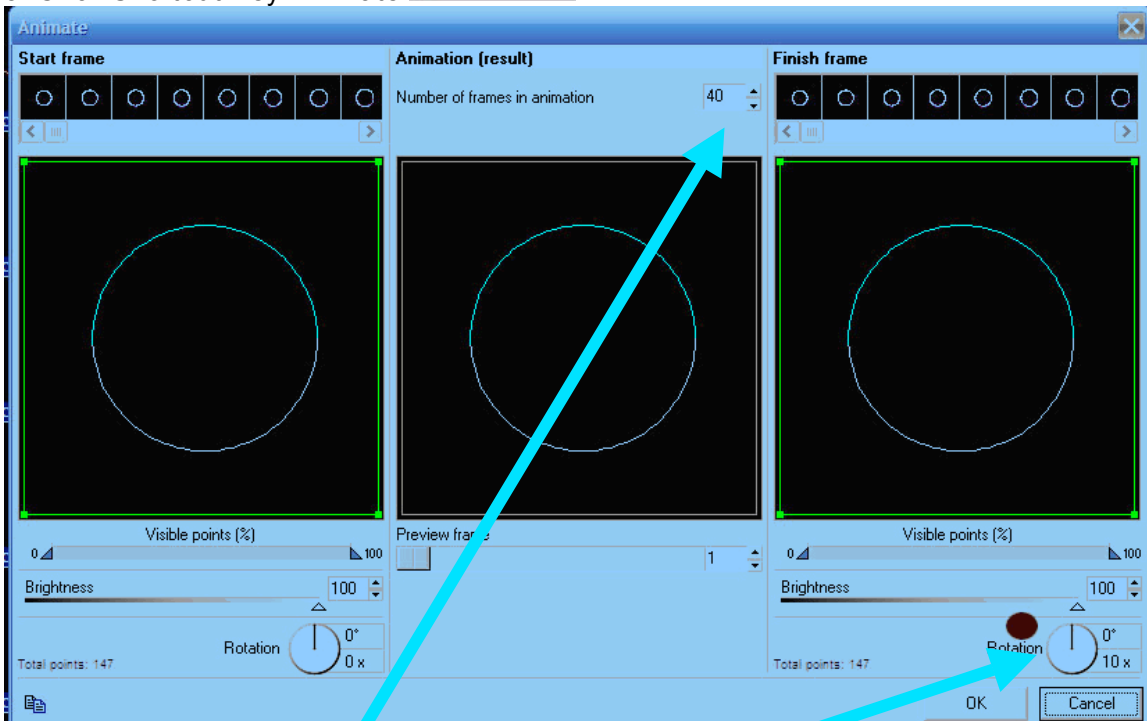 Animate
Start frame
Animation (result)
Finish frame
Number of frames in animation
40
Visible points (%)
0
100
Preview frame
1
Visible points (%)
0
100
Brightness
100
Brightness
100
Rotation
0°
0 x
Total points: 147
Rotation
0°
10 x
Total points: 147
OK
Cancel